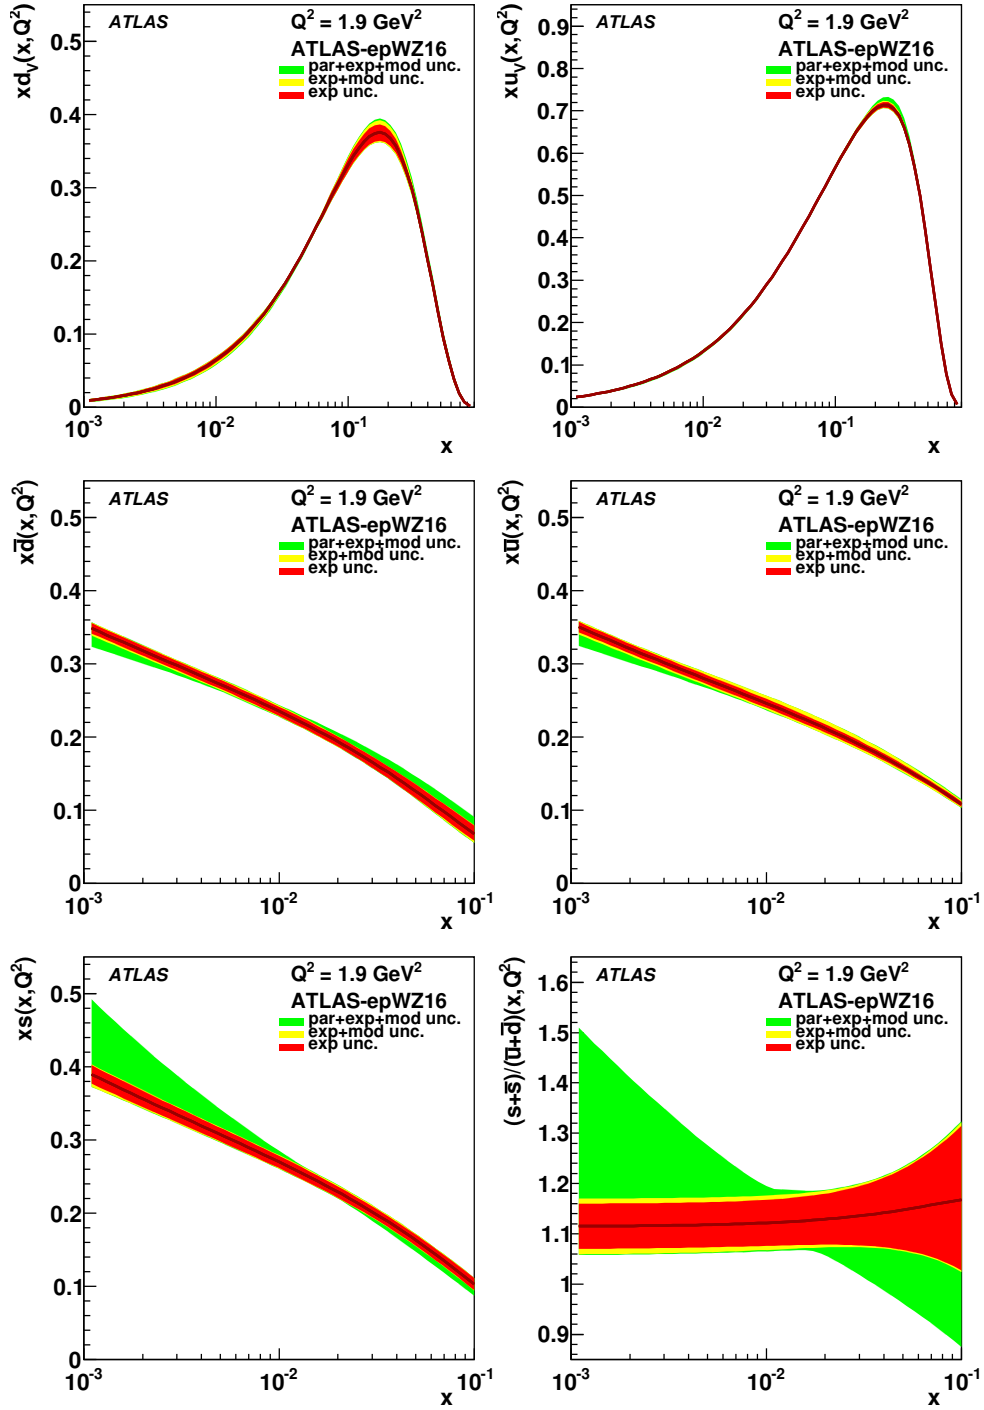 xd_V(x,Q²)
0.5
0.4
0.3
0.2
0.1
0
ATLAS
Q² = 1.9 GeV²
ATLAS-epWZ16
par+exp+mod unc.
exp+mod unc.
exp unc.
10⁻³
10⁻²
10⁻¹
x
xu_V(x,Q²)
0.9
0.8
0.7
0.6
0.5
0.4
0.3
0.2
0.1
0
ATLAS
Q² = 1.9 GeV²
ATLAS-epWZ16
par+exp+mod unc.
exp+mod unc.
exp unc.
10⁻³
10⁻²
10⁻¹
x
xd̅(x,Q²)
0.5
0.4
0.3
0.2
0.1
0
ATLAS
Q² = 1.9 GeV²
ATLAS-epWZ16
par+exp+mod unc.
exp+mod unc.
exp unc.
10⁻³
10⁻²
10⁻¹
x
xu̅(x,Q²)
0.5
0.4
0.3
0.2
0.1
0
ATLAS
Q² = 1.9 GeV²
ATLAS-epWZ16
par+exp+mod unc.
exp+mod unc.
exp unc.
10⁻³
10⁻²
10⁻¹
x
xs(x,Q²)
0.5
0.4
0.3
0.2
0.1
0
ATLAS
Q² = 1.9 GeV²
ATLAS-epWZ16
par+exp+mod unc.
exp+mod unc.
exp unc.
10⁻³
10⁻²
10⁻¹
x
(s+s̅)/(u̅+d̅)(x,Q²)
1.6
1.5
1.4
1.3
1.2
1.1
1
0.9
ATLAS
Q² = 1.9 GeV²
ATLAS-epWZ16
par+exp+mod unc.
exp+mod unc.
exp unc.
10⁻³
10⁻²
10⁻¹
x